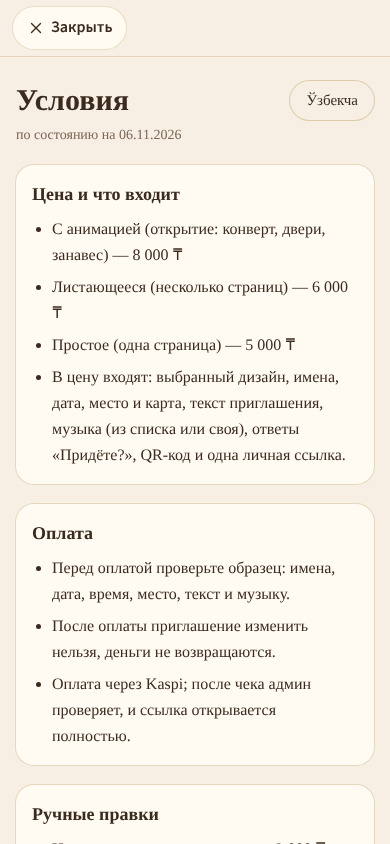 Закрыть
Условия
Ўзбекча
по состоянию на 06.11.2026
Цена и что входит
• С анимацией (открытие: конверт, двери,
занавес) — 8 000 ₸
• Листающееся (несколько страниц) — 6 000
₸
• Простое (одна страница) — 5 000 ₸
• В цену входят: выбранный дизайн, имена,
дата, место и карта, текст приглашения,
музыка (из списка или своя), ответы
«Придёте?», QR-код и одна личная ссылка.
Оплата
• Перед оплатой проверьте образец: имена,
дата, время, место, текст и музыку.
• После оплаты приглашение изменить
нельзя, деньги не возвращаются.
• Оплата через Kaspi; после чека админ
проверяет, и ссылка открывается
полностью.
Ручные правки